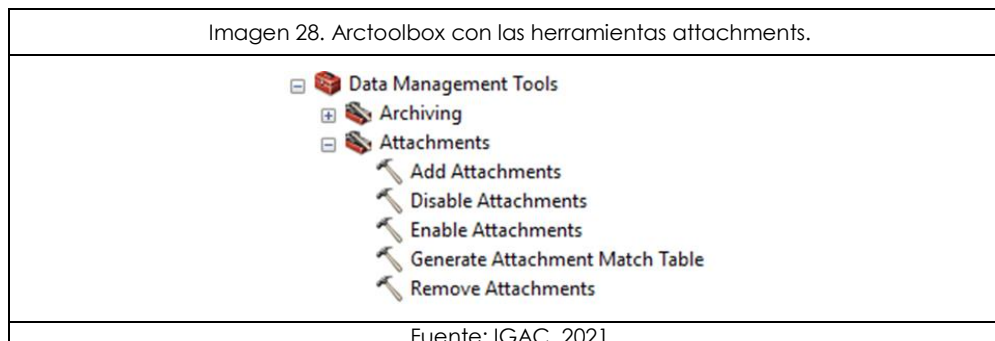 Imagen 28. Arctoolbox con las herramientas attachments.
Data Management Tools
Archiving
Attachments
Add Attachments
Disable Attachments
Enable Attachments
Generate Attachment Match Table
Remove Attachments
Fuente: IGAC, 2021